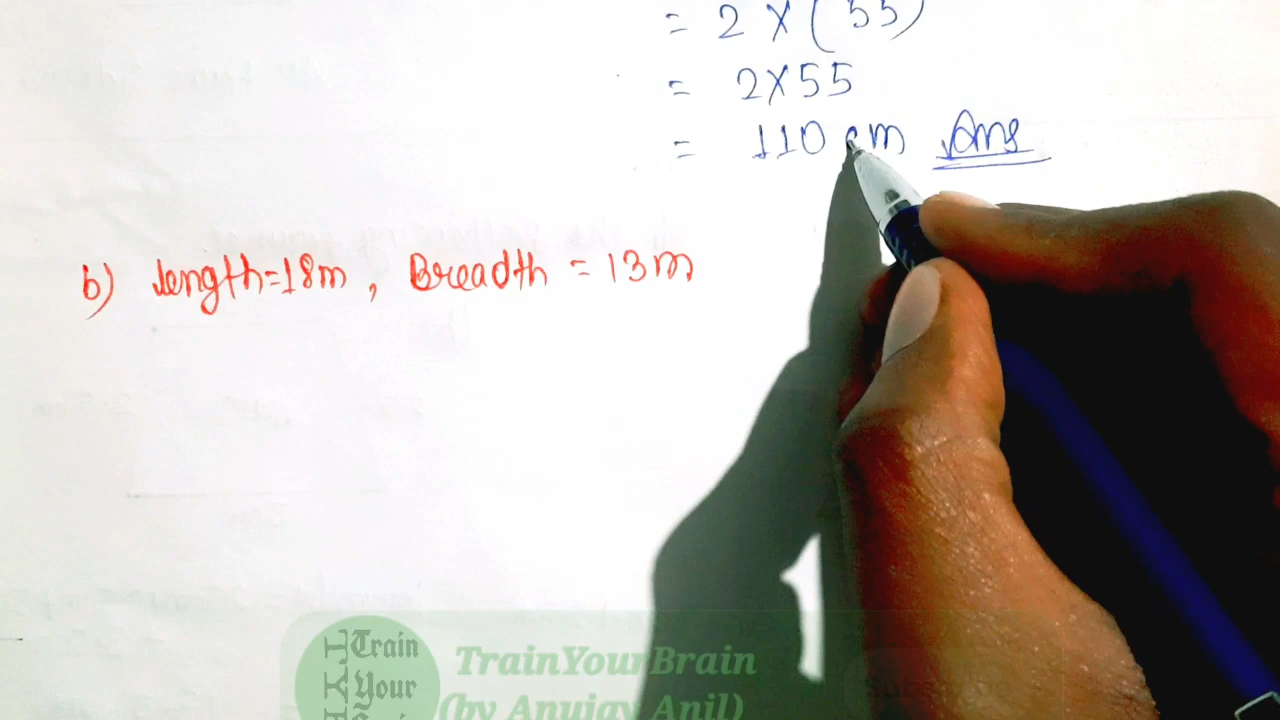 = 2 X ( 55 )
= 2X55
= 110 cm Ans
b) length=18m, Breadth = 13m
Train
Your
TrainYourBrain
(by Anujay Anil)